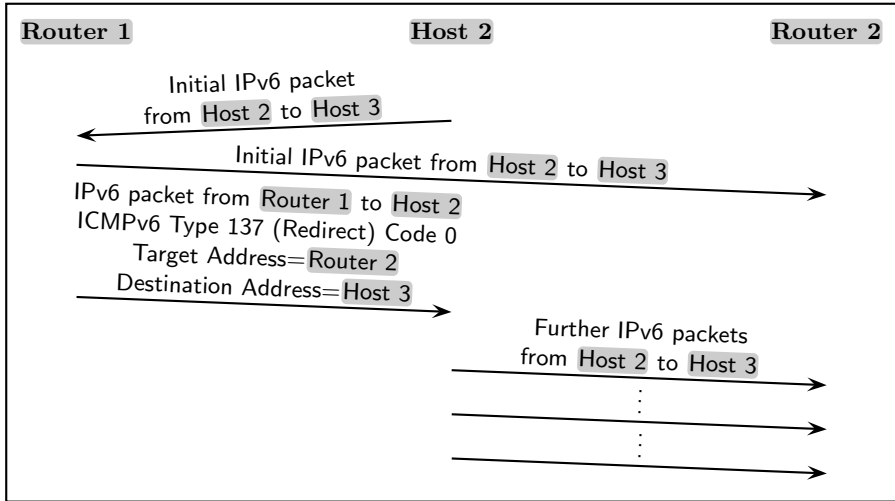 Router 1 Host 2 Router 2
Initial IPv6 packet
from Host 2 to Host 3
Initial IPv6 packet from Host 2 to Host 3
IPv6 packet from Router 1 to Host 2
ICMPv6 Type 137 (Redirect) Code 0
Target Address=Router 2
Destination Address=Host 3
Further IPv6 packets
from Host 2 to Host 3